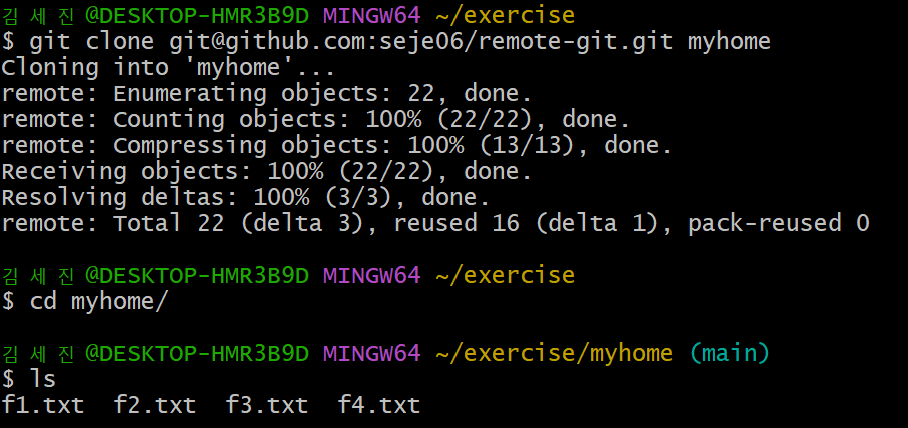 김 세 진 @DESKTOP-HMR3B9D MINGW64 ~/exercise
$ git clone git@github.com:seje06/remote-git.git myhome
Cloning into 'myhome'...
remote: Enumerating objects: 22, done.
remote: Counting objects: 100% (22/22), done.
remote: Compressing objects: 100% (13/13), done.
Receiving objects: 100% (22/22), done.
Resolving deltas: 100% (3/3), done.
remote: Total 22 (delta 3), reused 16 (delta 1), pack-reused 0
김 세 진 @DESKTOP-HMR3B9D MINGW64 ~/exercise
$ cd myhome/
김 세 진 @DESKTOP-HMR3B9D MINGW64 ~/exercise/myhome (main)
$ ls
f1.txt  f2.txt  f3.txt  f4.txt